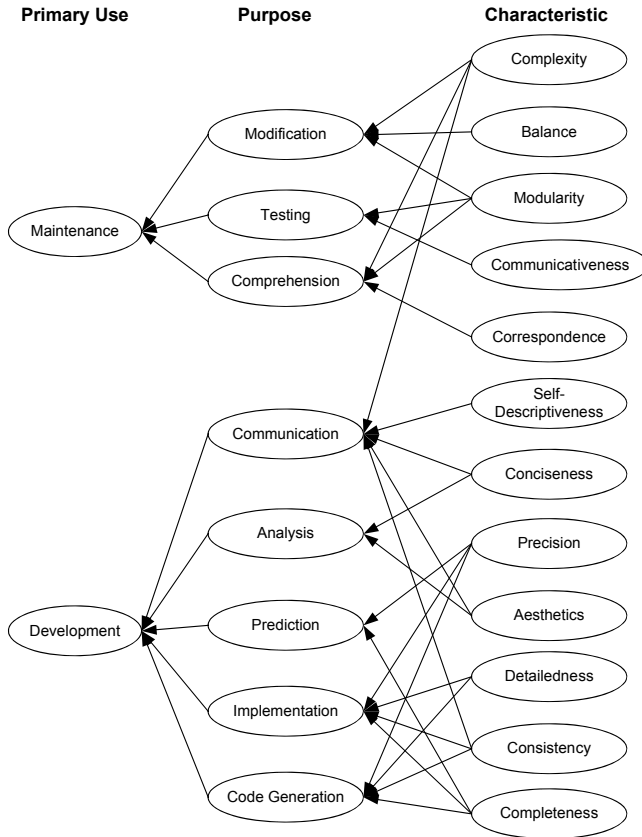 Primary Use
Purpose
Characteristic
Complexity
Modification
Balance
Modularity
Testing
Maintenance
Communicativeness
Comprehension
Correspondence
Self-
Descriptiveness
Communication
Conciseness
Analysis
Precision
Aesthetics
Prediction
Development
Detailedness
Implementation
Consistency
Code Generation
Completeness